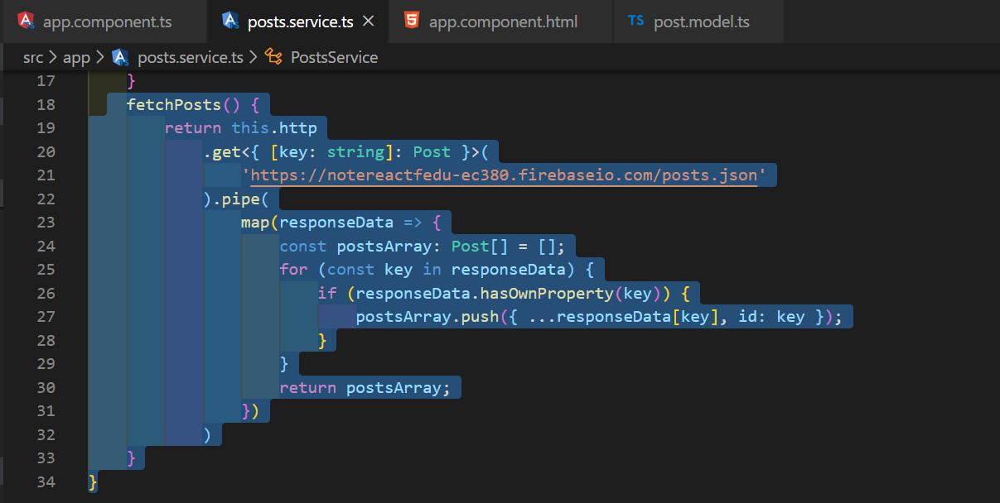 app.component.ts posts.service.ts app.component.html TS post.model.ts
src > app > posts.service.ts > PostsService
17 }
18 fetchPosts() {
19 return this.http
20 .get<{ [key: string]: Post }>(
21 'https://notereactfedu-ec380.firebaseio.com/posts.json'
22 ).pipe(
23 map(responseData => {
24 const postsArray: Post[] = [];
25 for (const key in responseData) {
26 if (responseData.hasOwnProperty(key)) {
27 postsArray.push({ ...responseData[key], id: key });
28 }
29 }
30 return postsArray;
31 })
32 )
33 }
34 }